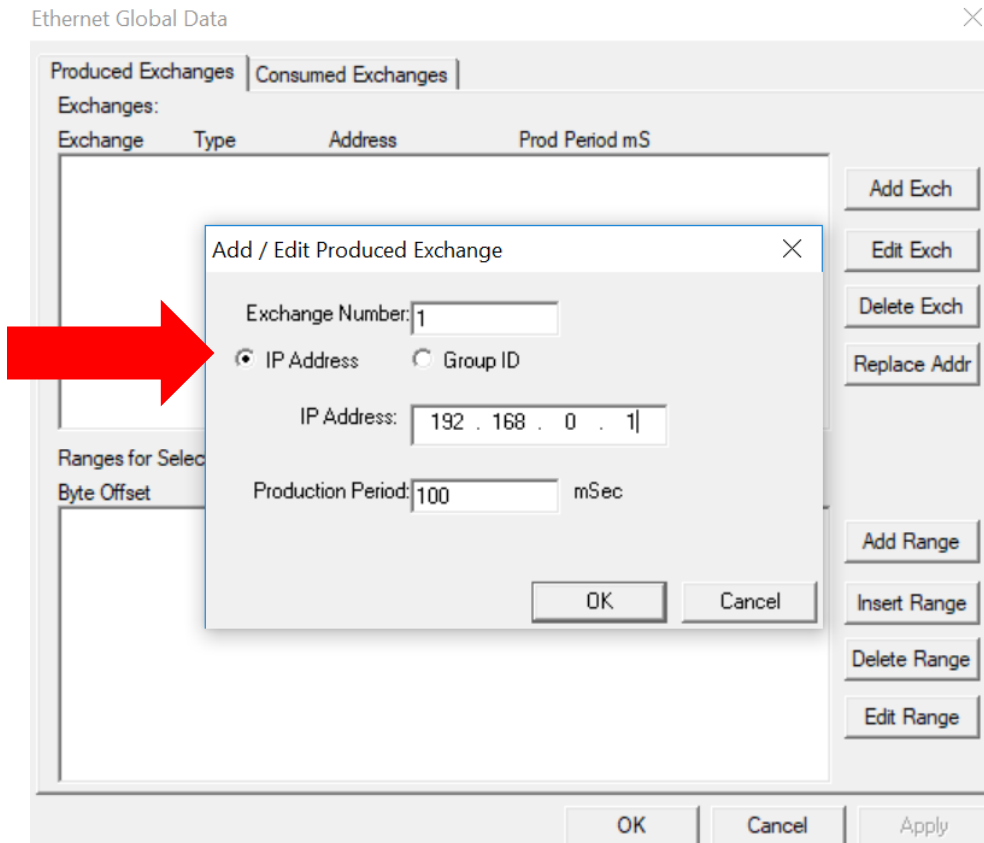 Ethernet Global Data
Produced Exchanges Consumed Exchanges
Exchanges:
Exchange Type Address Prod Period mS
Add Exch
Edit Exch
Delete Exch
Replace Addr
Add / Edit Produced Exchange
Exchange Number: 1
IP Address Group ID
IP Address: 192 . 168 . 0 . 1
Production Period: 100 mSec
OK Cancel
Ranges for Selec
Byte Offset
Add Range
Insert Range
Delete Range
Edit Range
OK Cancel Apply